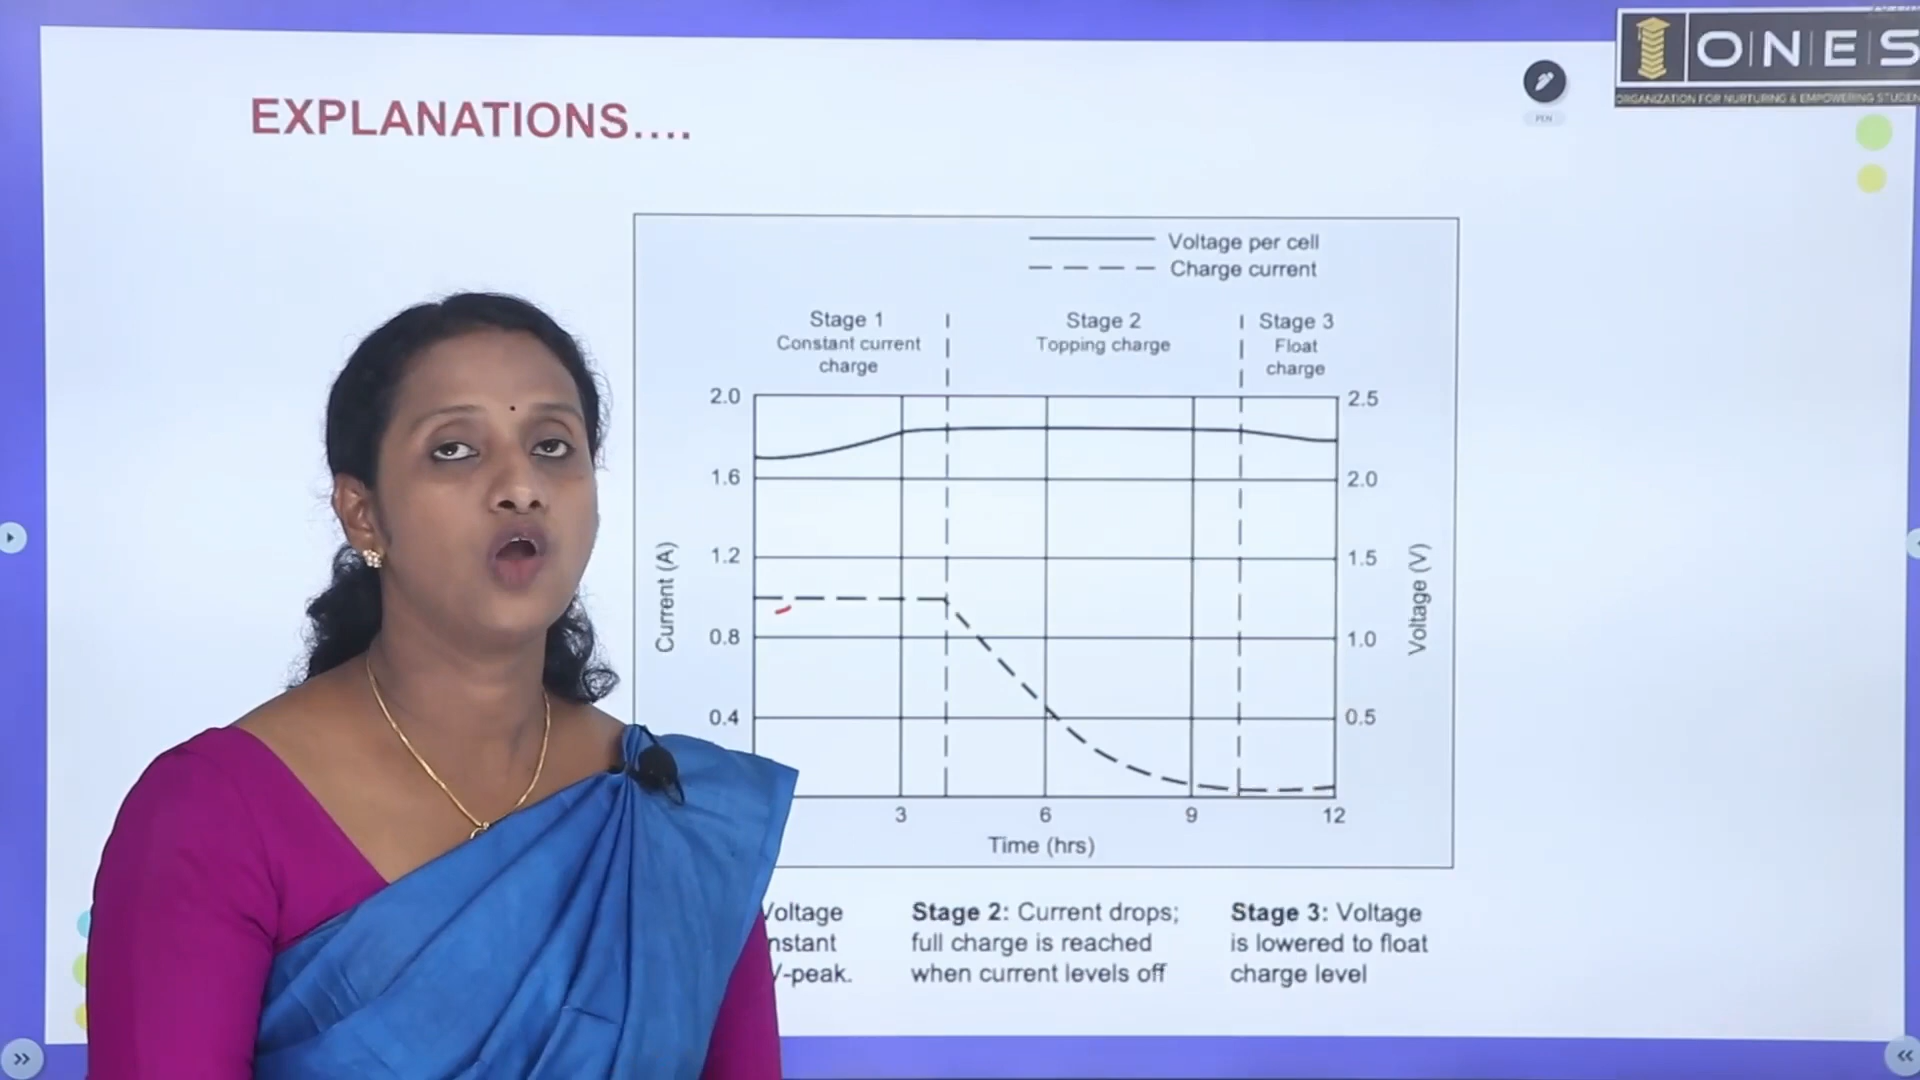 EXPLANATIONS....
ONES
ORGANIZATION FOR NURTURING & EMPOWERING STUDEN
PEN
Voltage per cell
Charge current
Stage 1
Constant current
charge
Stage 2
Topping charge
Stage 3
Float
charge
2.0
1.6
1.2
0.8
0.4
Current (A)
2.5
2.0
1.5
1.0
0.5
Voltage (V)
3 6 9 12
Time (hrs)
Voltage
nstant
V-peak.
Stage 2: Current drops;
full charge is reached
when current levels off
Stage 3: Voltage
is lowered to float
charge level